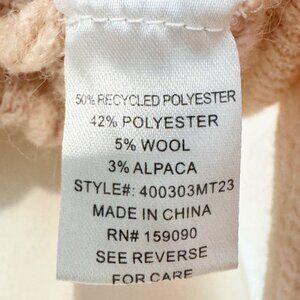 50% RECYCLED POLYESTER
42% POLYESTER
5% WOOL
3% ALPACA
STYLE#: 400303MT23
MADE IN CHINA
RN# 159090
SEE REVERSE
FOR CARE